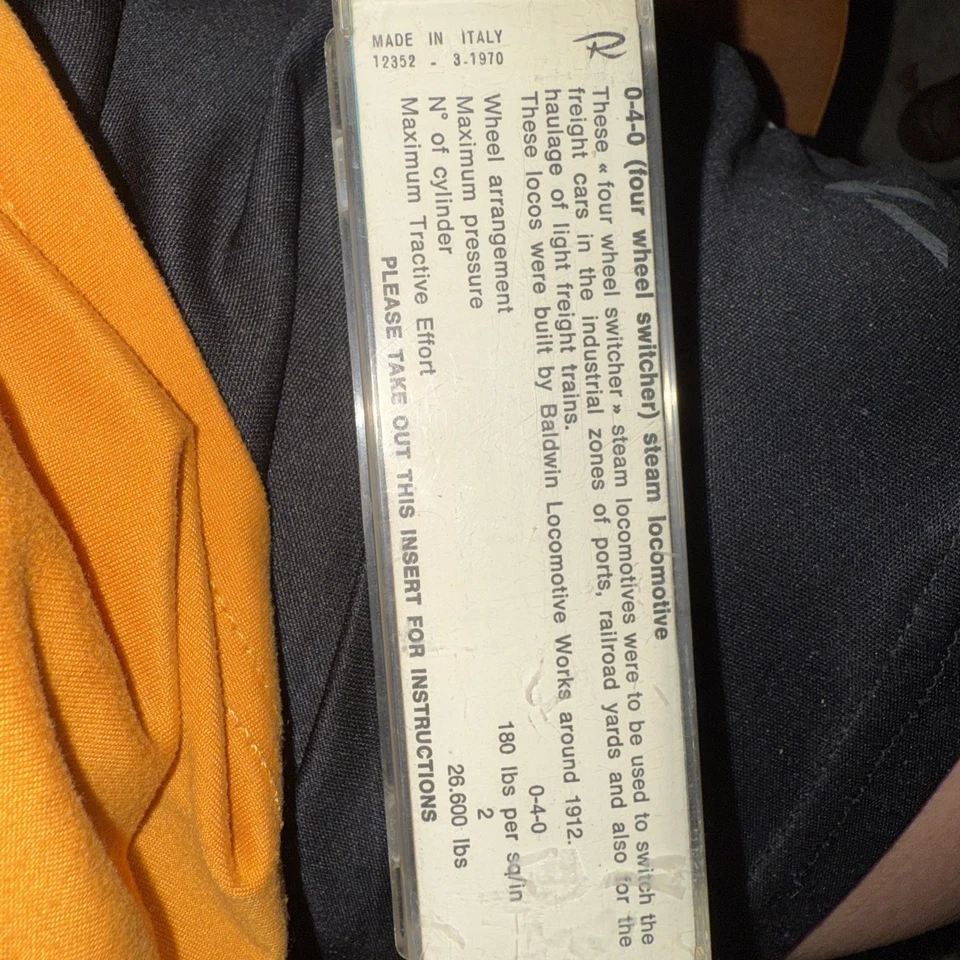 0-4-0 (four wheel switcher) steam locomotive
These « four wheel switcher » steam locomotives were to be used to switch the
freight cars in the industrial zones of ports, railroad yards and also for the
haulage of light freight trains.
These locos were built by Baldwin Locomotive Works around 1912.
Wheel arrangement 0-4-0
Maximum pressure 180 lbs per sq/in
N° of cylinder 2
Maximum Tractive Effort 26.600 lbs
PLEASE TAKE OUT THIS INSERT FOR INSTRUCTIONS
MADE IN ITALY
12352 - 3-1970